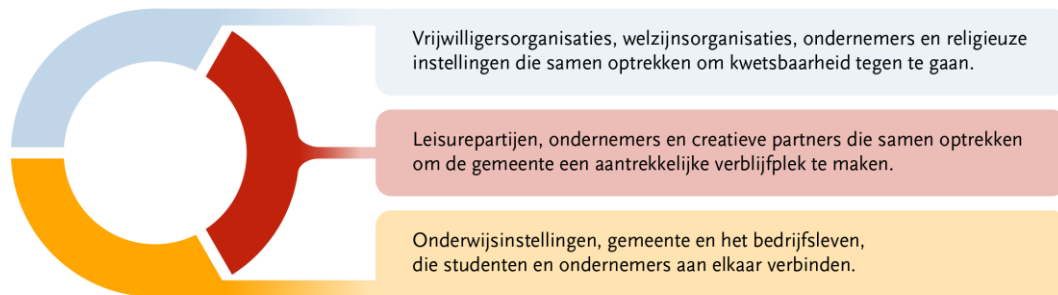 Vrijwilligersorganisaties, welzijnsorganisaties, ondernemers en religieuze
instellingen die samen optrekken om kwetsbaarheid tegen te gaan.
Leisurepartijen, ondernemers en creatieve partners die samen optrekken
om de gemeente een aantrekkelijke verblijfplek te maken.
Onderwijsinstellingen, gemeente en het bedrijfsleven,
die studenten en ondernemers aan elkaar verbinden.